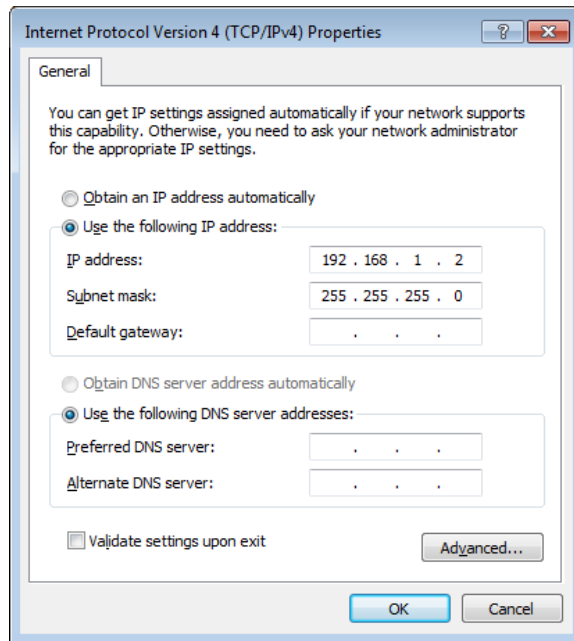 Internet Protocol Version 4 (TCP/IPv4) Properties
General
You can get IP settings assigned automatically if your network supports
this capability. Otherwise, you need to ask your network administrator
for the appropriate IP settings.
Obtain an IP address automatically
Use the following IP address:
IP address: 192 . 168 . 1 . 2
Subnet mask: 255 . 255 . 255 . 0
Default gateway: . . .
Obtain DNS server address automatically
Use the following DNS server addresses:
Preferred DNS server: . . .
Alternate DNS server: . . .
Validate settings upon exit
Advanced...
OK Cancel